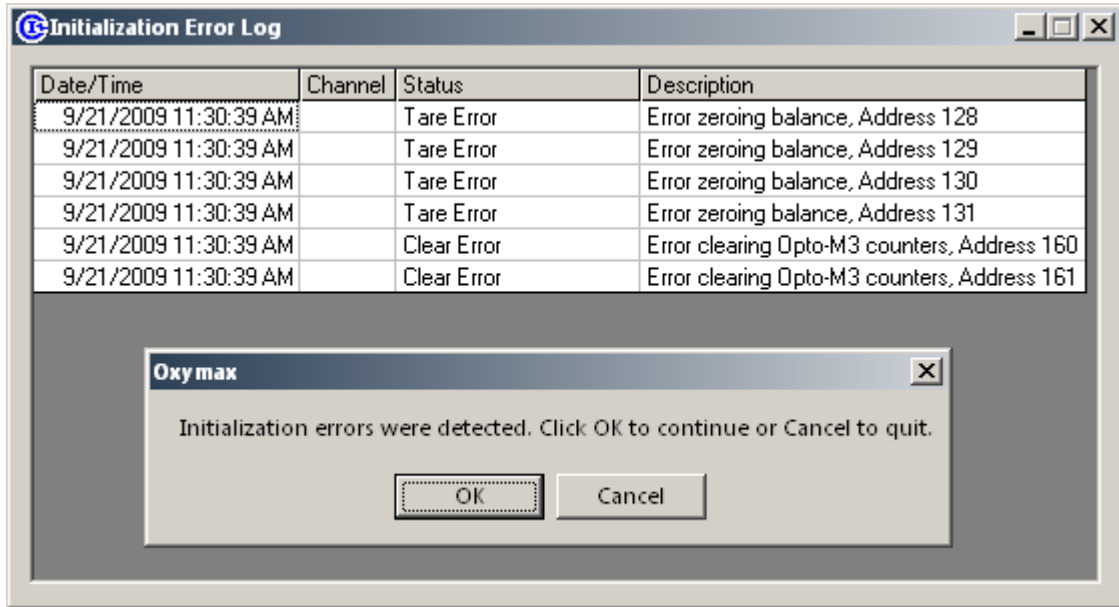 Initialization Error Log
Date/Time Channel Status Description
9/21/2009 11:30:39 AM Tare Error Error zeroing balance, Address 128
9/21/2009 11:30:39 AM Tare Error Error zeroing balance, Address 129
9/21/2009 11:30:39 AM Tare Error Error zeroing balance, Address 130
9/21/2009 11:30:39 AM Tare Error Error zeroing balance, Address 131
9/21/2009 11:30:39 AM Clear Error Error clearing Opto-M3 counters, Address 160
9/21/2009 11:30:39 AM Clear Error Error clearing Opto-M3 counters, Address 161
Oxymax
Initialization errors were detected. Click OK to continue or Cancel to quit.
OK Cancel